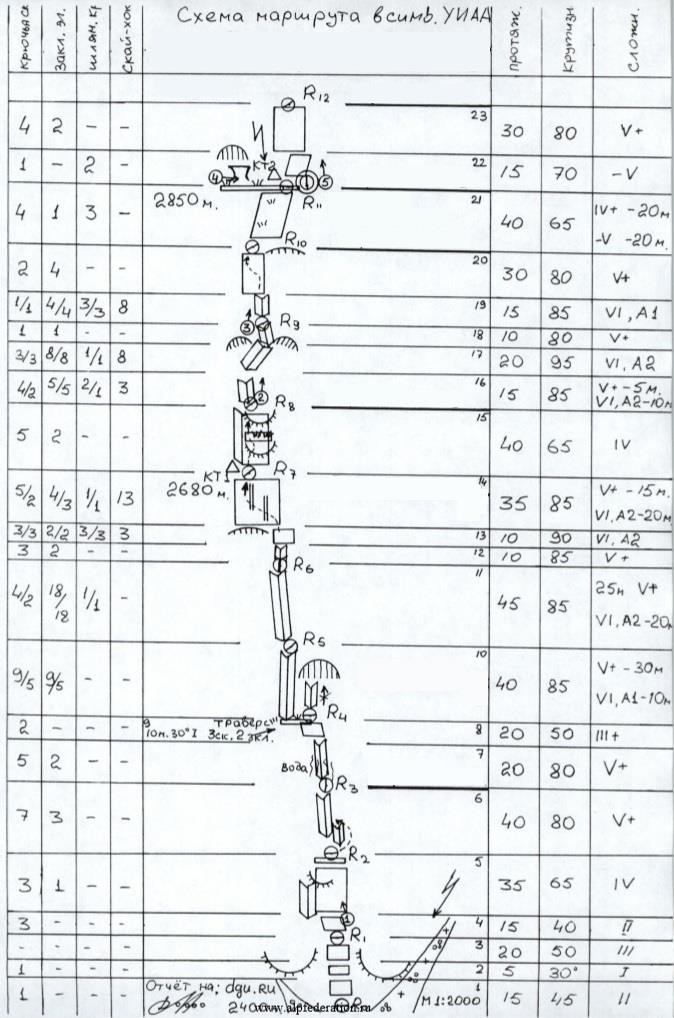 Схема маршрута в симв. УИАА
крючья ск закл. эл. шлям. кр скай-хок протяж. крутизн сложн.
R12
4 2 - - 23 30 80 V+
КТ2
1 - 2 - 22 15 70 -V
4 5
2850 м. R11
4 1 3 - 21 40 65 IV+ -20м
-V -20м.
R10
2 4 - - 20 30 80 V+
1/1 4/4 3/3 8 19 15 85 VI, A1
3 R9
1 1 - - 18 10 80 V+
3/3 8/8 1/1 8 17 20 95 VI, A2
4/2 5/5 2/1 3 16 15 85 V+ -5м.
VI, A2-10м
2 R8
5 2 - - 15 40 65 IV
КТ1 R7
2680 м.
5/2 4/3 1/1 13 14 35 85 V+ -15м.
VI, A2-20м
3/3 2/2 3/3 3 13 10 90 VI, A2
3 2 - - 12 10 85 V+
R6
4/2 18/18 1/1 - 11 45 85 25м V+
VI, A2-20м
R5
9/5 9/5 - - 10 40 85 V+ -30м
VI, A1-10м
R4
9 траверс
10м. 30° I 3ск. 2 зкл.
2 - - - 8 20 50 III+
5 2 - - 7 20 80 V+
вода
R3
7 3 - - 6 40 80 V+
R2
3 1 - - 5 35 65 IV
1
3 - - - 4 15 40 II
R1
- - - - 3 20 50 III
1 - - - 2 5 30° I
Отчёт на: dgu.ru
1 - - - 1 15 45 II
2400 www.alpfederation.ru R М 1:2000